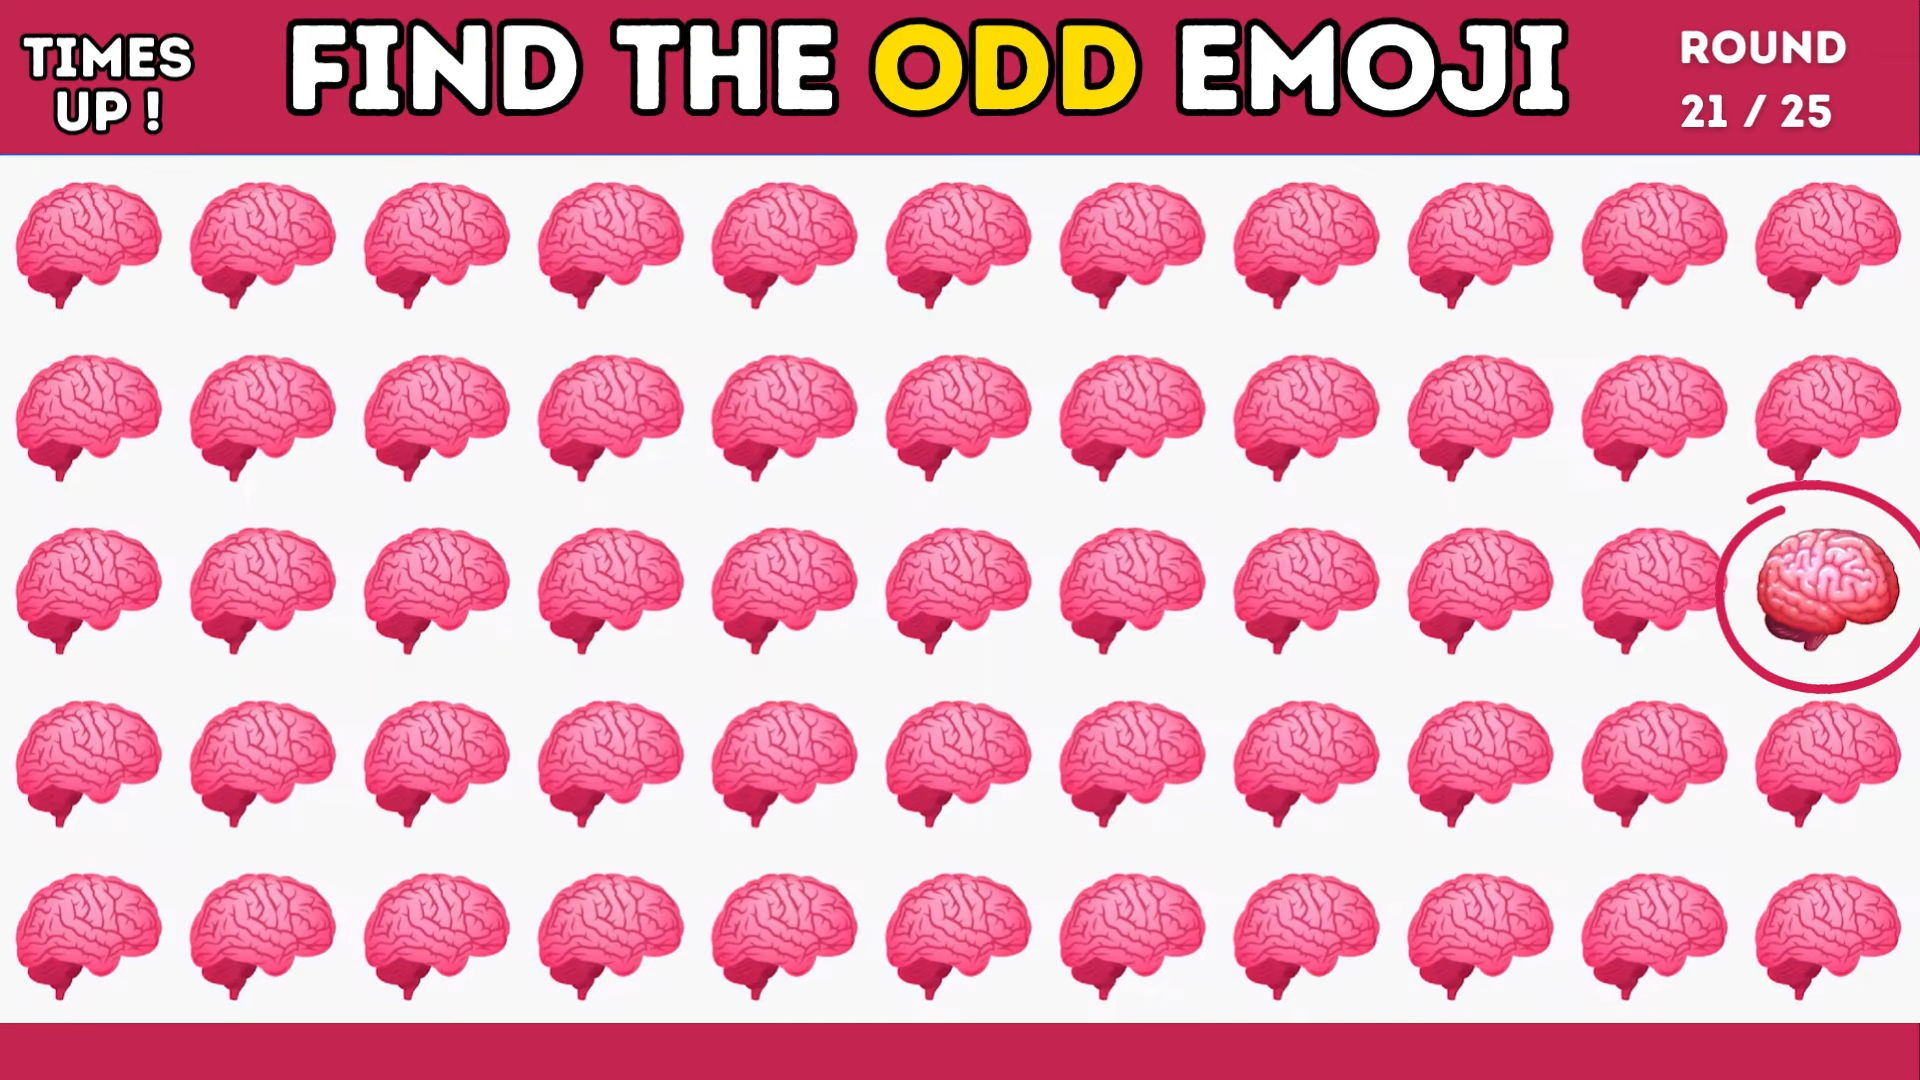 TIMES
UP !
FIND THE ODD EMOJI
ROUND
21 / 25